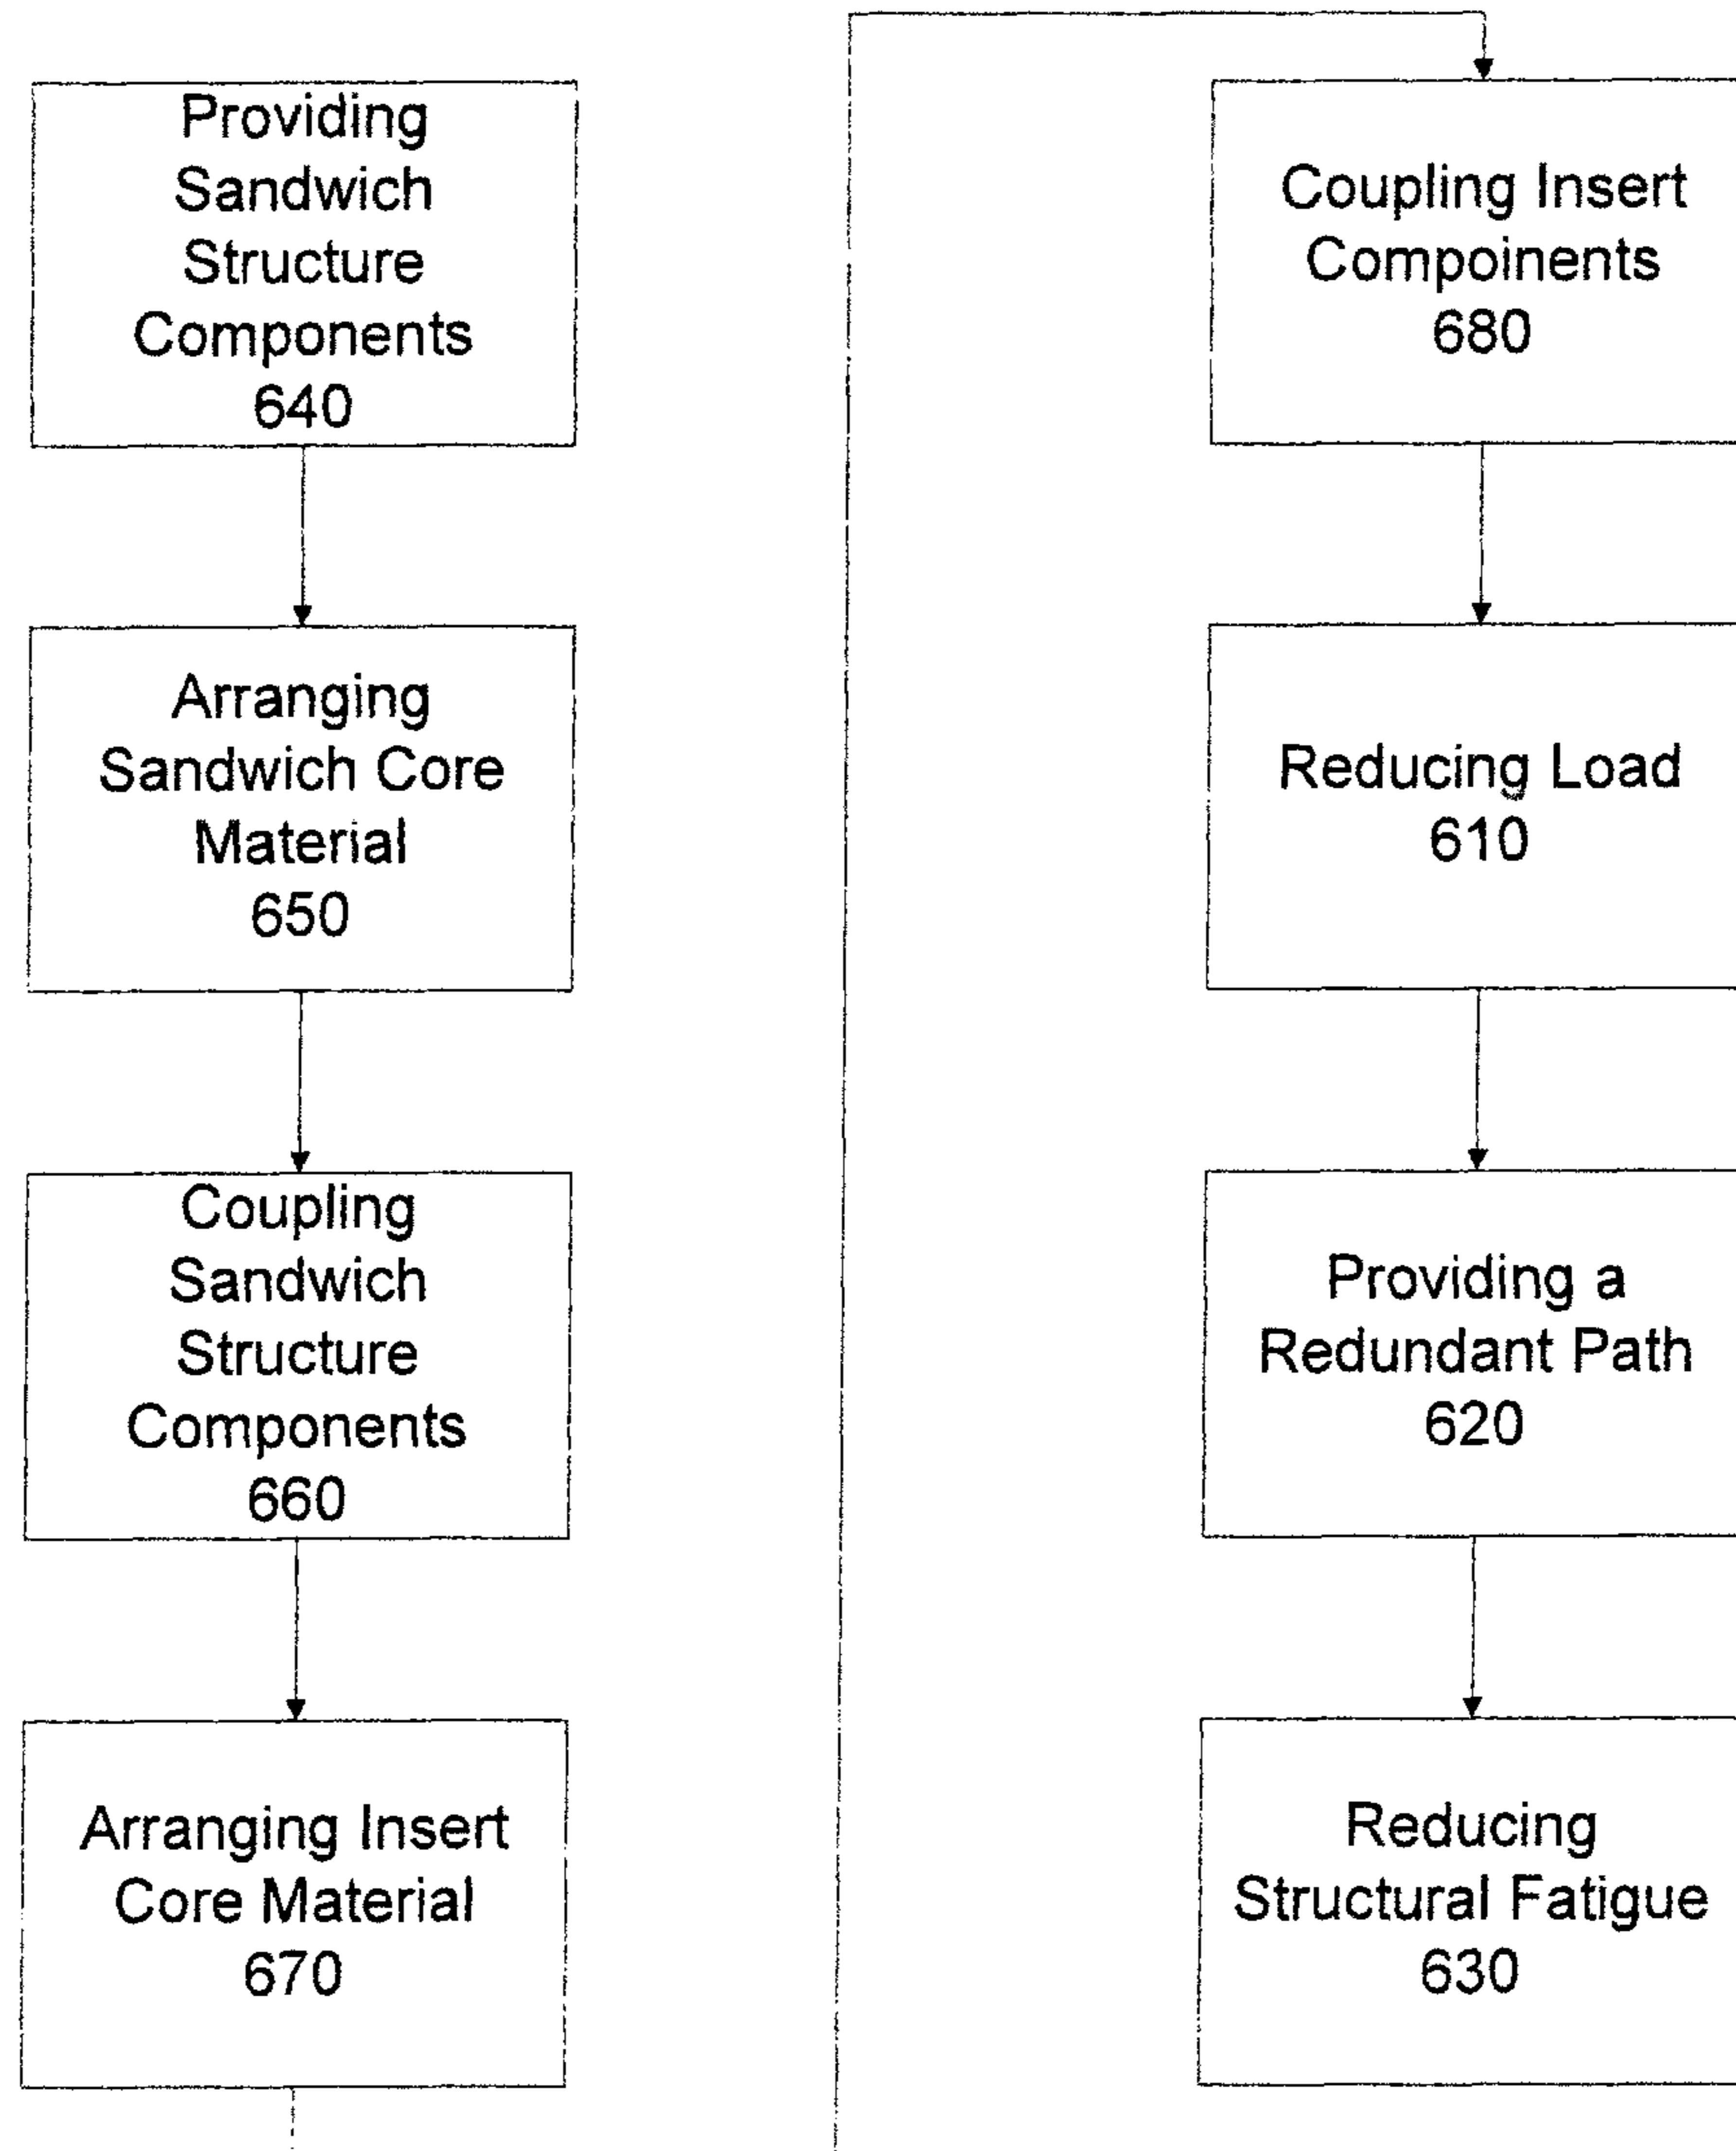 Providing
Sandwich
Structure
Components
640
Arranging
Sandwich Core
Material
650
Coupling
Sandwich
Structure
Components
660
Arranging Insert
Core Material
670
Coupling Insert
Compoinents
680
Reducing Load
610
Providing a
Redundant Path
620
Reducing
Structural Fatigue
630